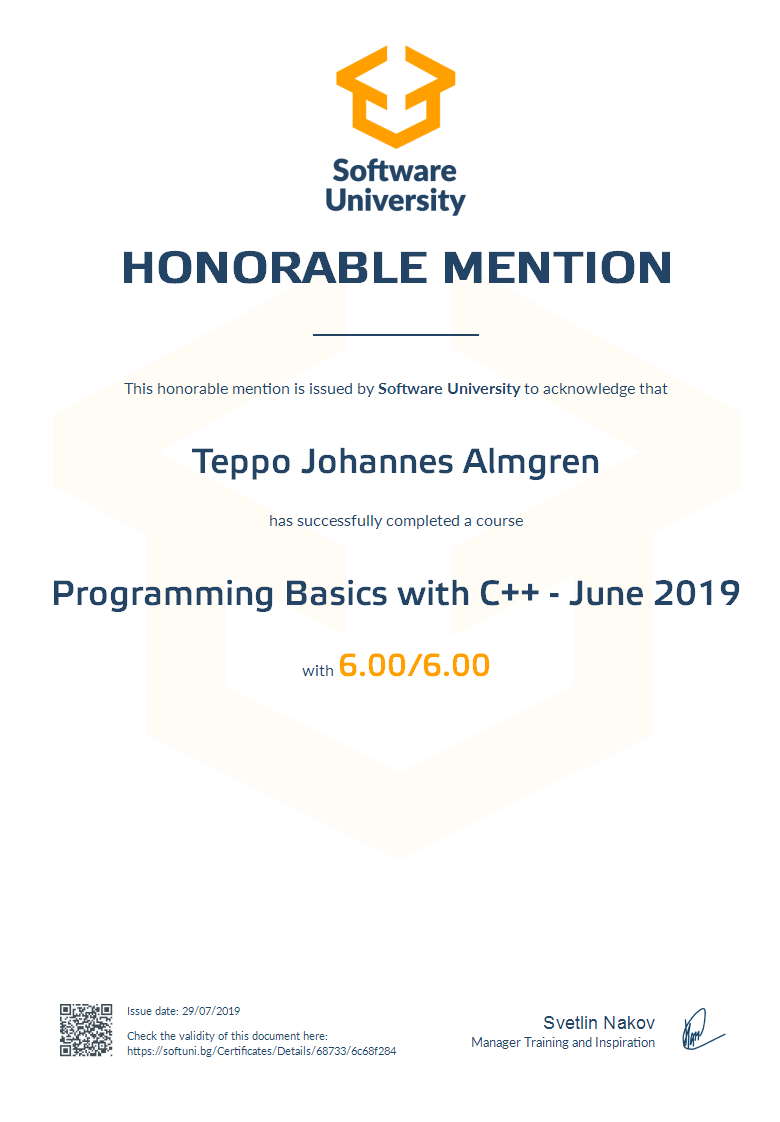 Software
University
HONORABLE MENTION
This honorable mention is issued by Software University to acknowledge that
Teppo Johannes Almgren
has successfully completed a course
Programming Basics with C++ - June 2019
with 6.00/6.00
Issue date: 29/07/2019
Check the validity of this document here:
https://softuni.bg/Certificates/Details/68733/6c68f284
Svetlin Nakov
Manager Training and Inspiration